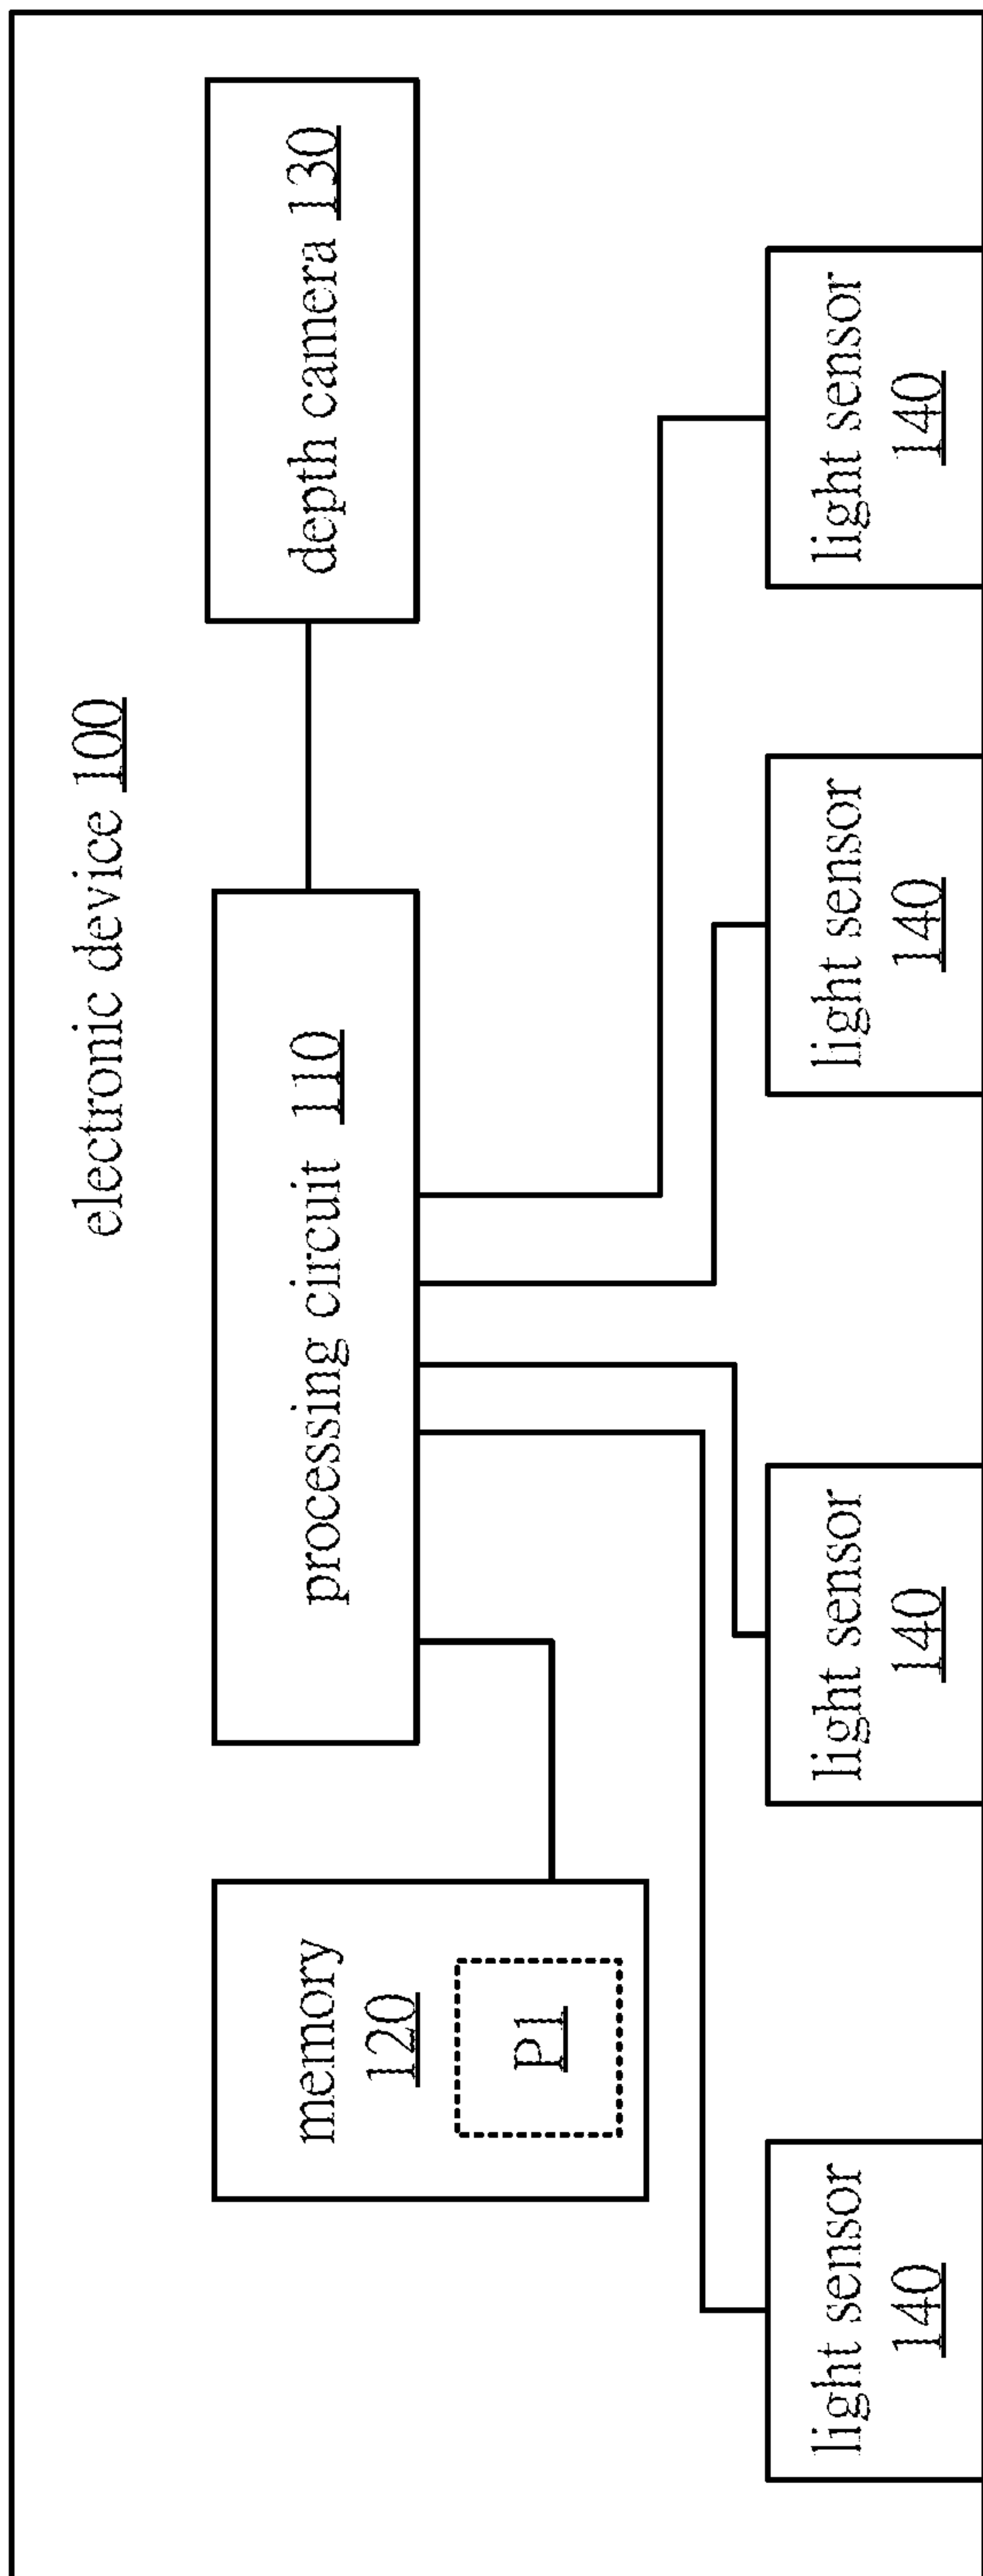 electronic device 100
memory
120
P1
processing circuit 110
depth camera 130
light sensor
140
light sensor
140
light sensor
140
light sensor
140